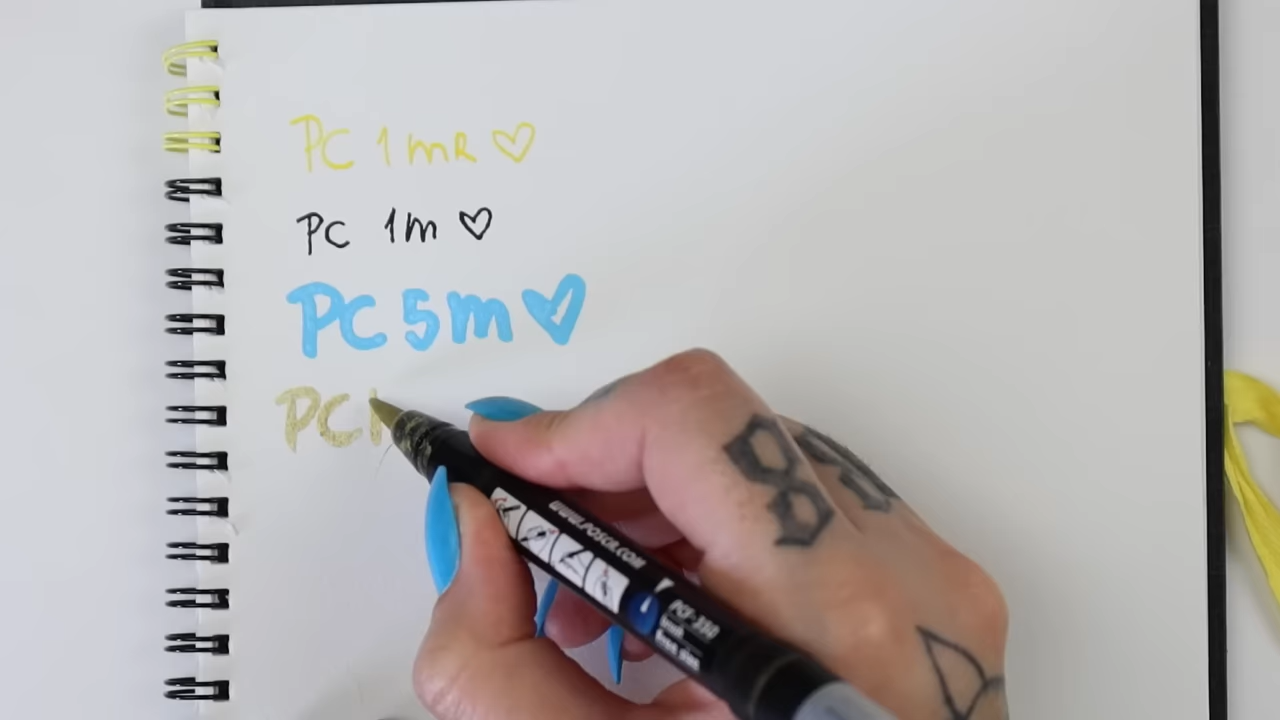 PC 1MR ♡
PC 1M ♡
PC 5M ♡
PC
WWW.POSCA.COM
PCF-350